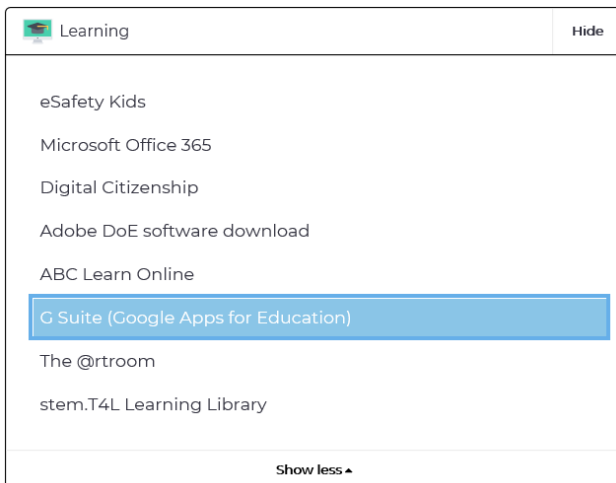 Learning
Hide
eSafety Kids
Microsoft Office 365
Digital Citizenship
Adobe DoE software download
ABC Learn Online
G Suite (Google Apps for Education)
The @rtroom
stem.T4L Learning Library
Show less